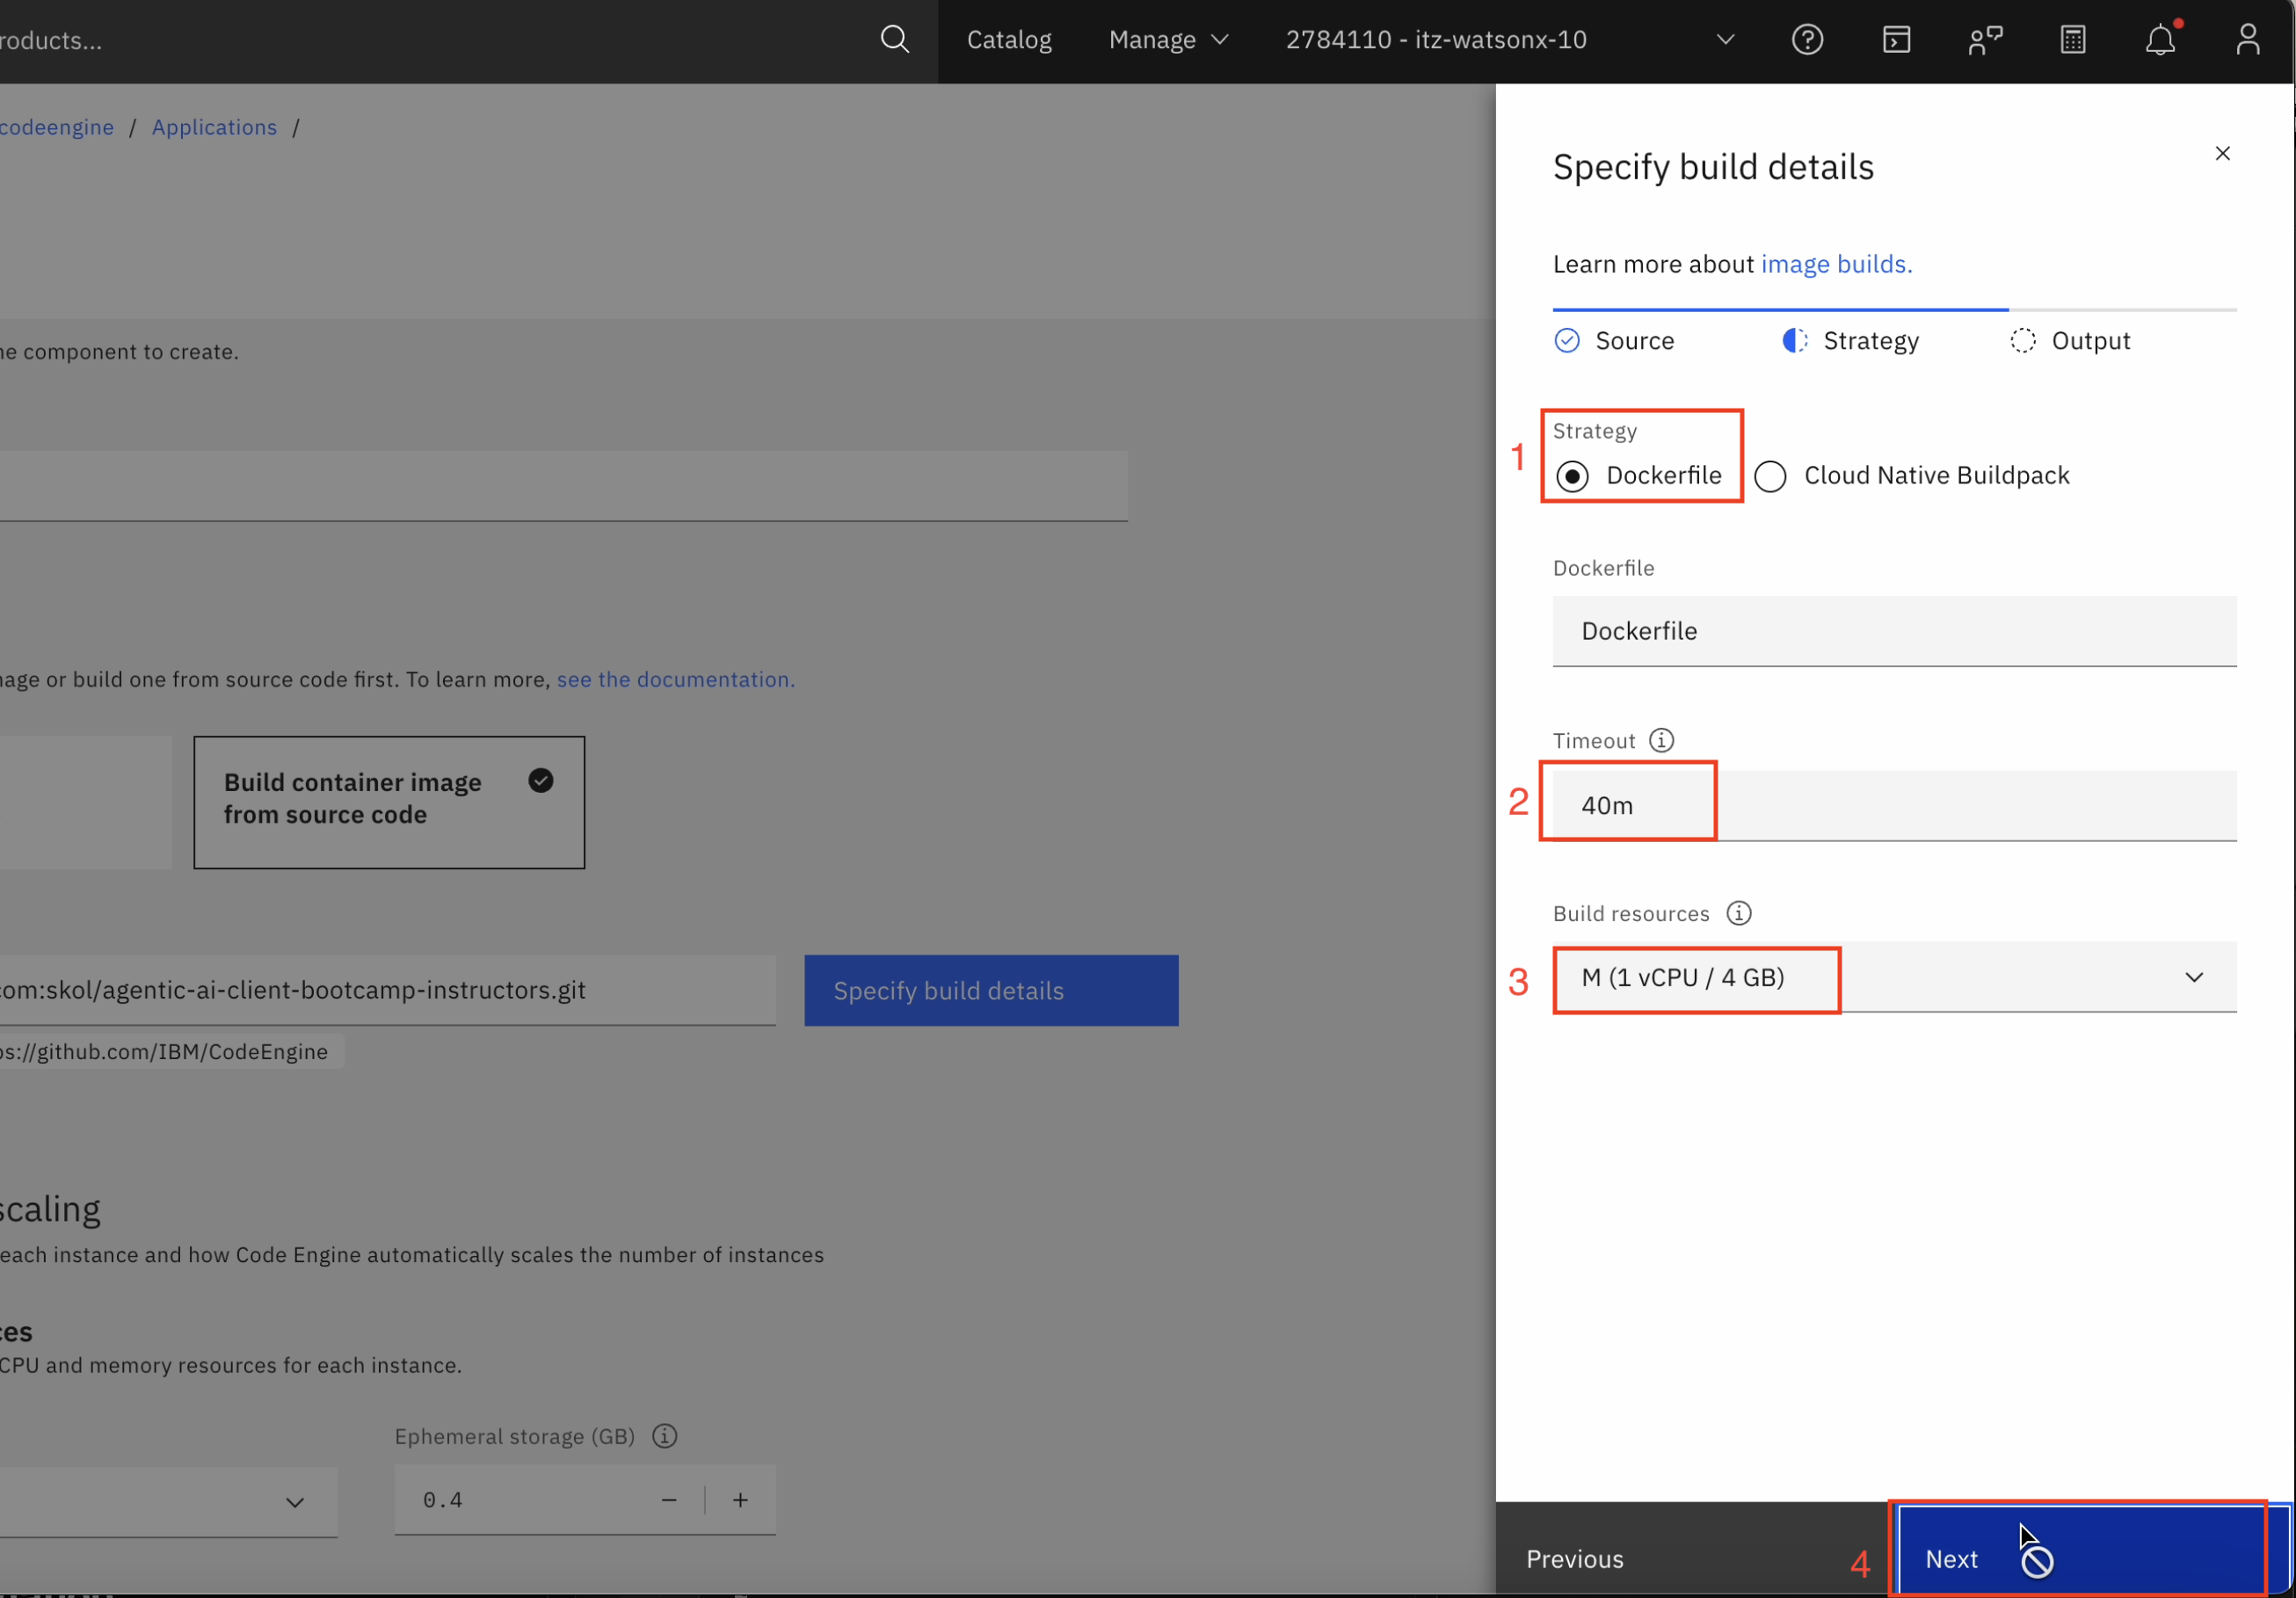 roducts...
Catalog
Manage
2784110 - itz-watsonx-10
codeengine / Applications /
ne component to create.
nage or build one from source code first. To learn more, see the documentation.
Build container image
from source code
com:skol/agentic-ai-client-bootcamp-instructors.git
Specify build details
ps://github.com/IBM/CodeEngine
scaling
each instance and how Code Engine automatically scales the number of instances
ces
CPU and memory resources for each instance.
Ephemeral storage (GB)
0.4
Specify build details
Learn more about image builds.
Source
Strategy
Output
1
Strategy
Dockerfile
Cloud Native Buildpack
Dockerfile
Dockerfile
Timeout
2
40m
Build resources
3
M (1 vCPU / 4 GB)
Previous
4
Next